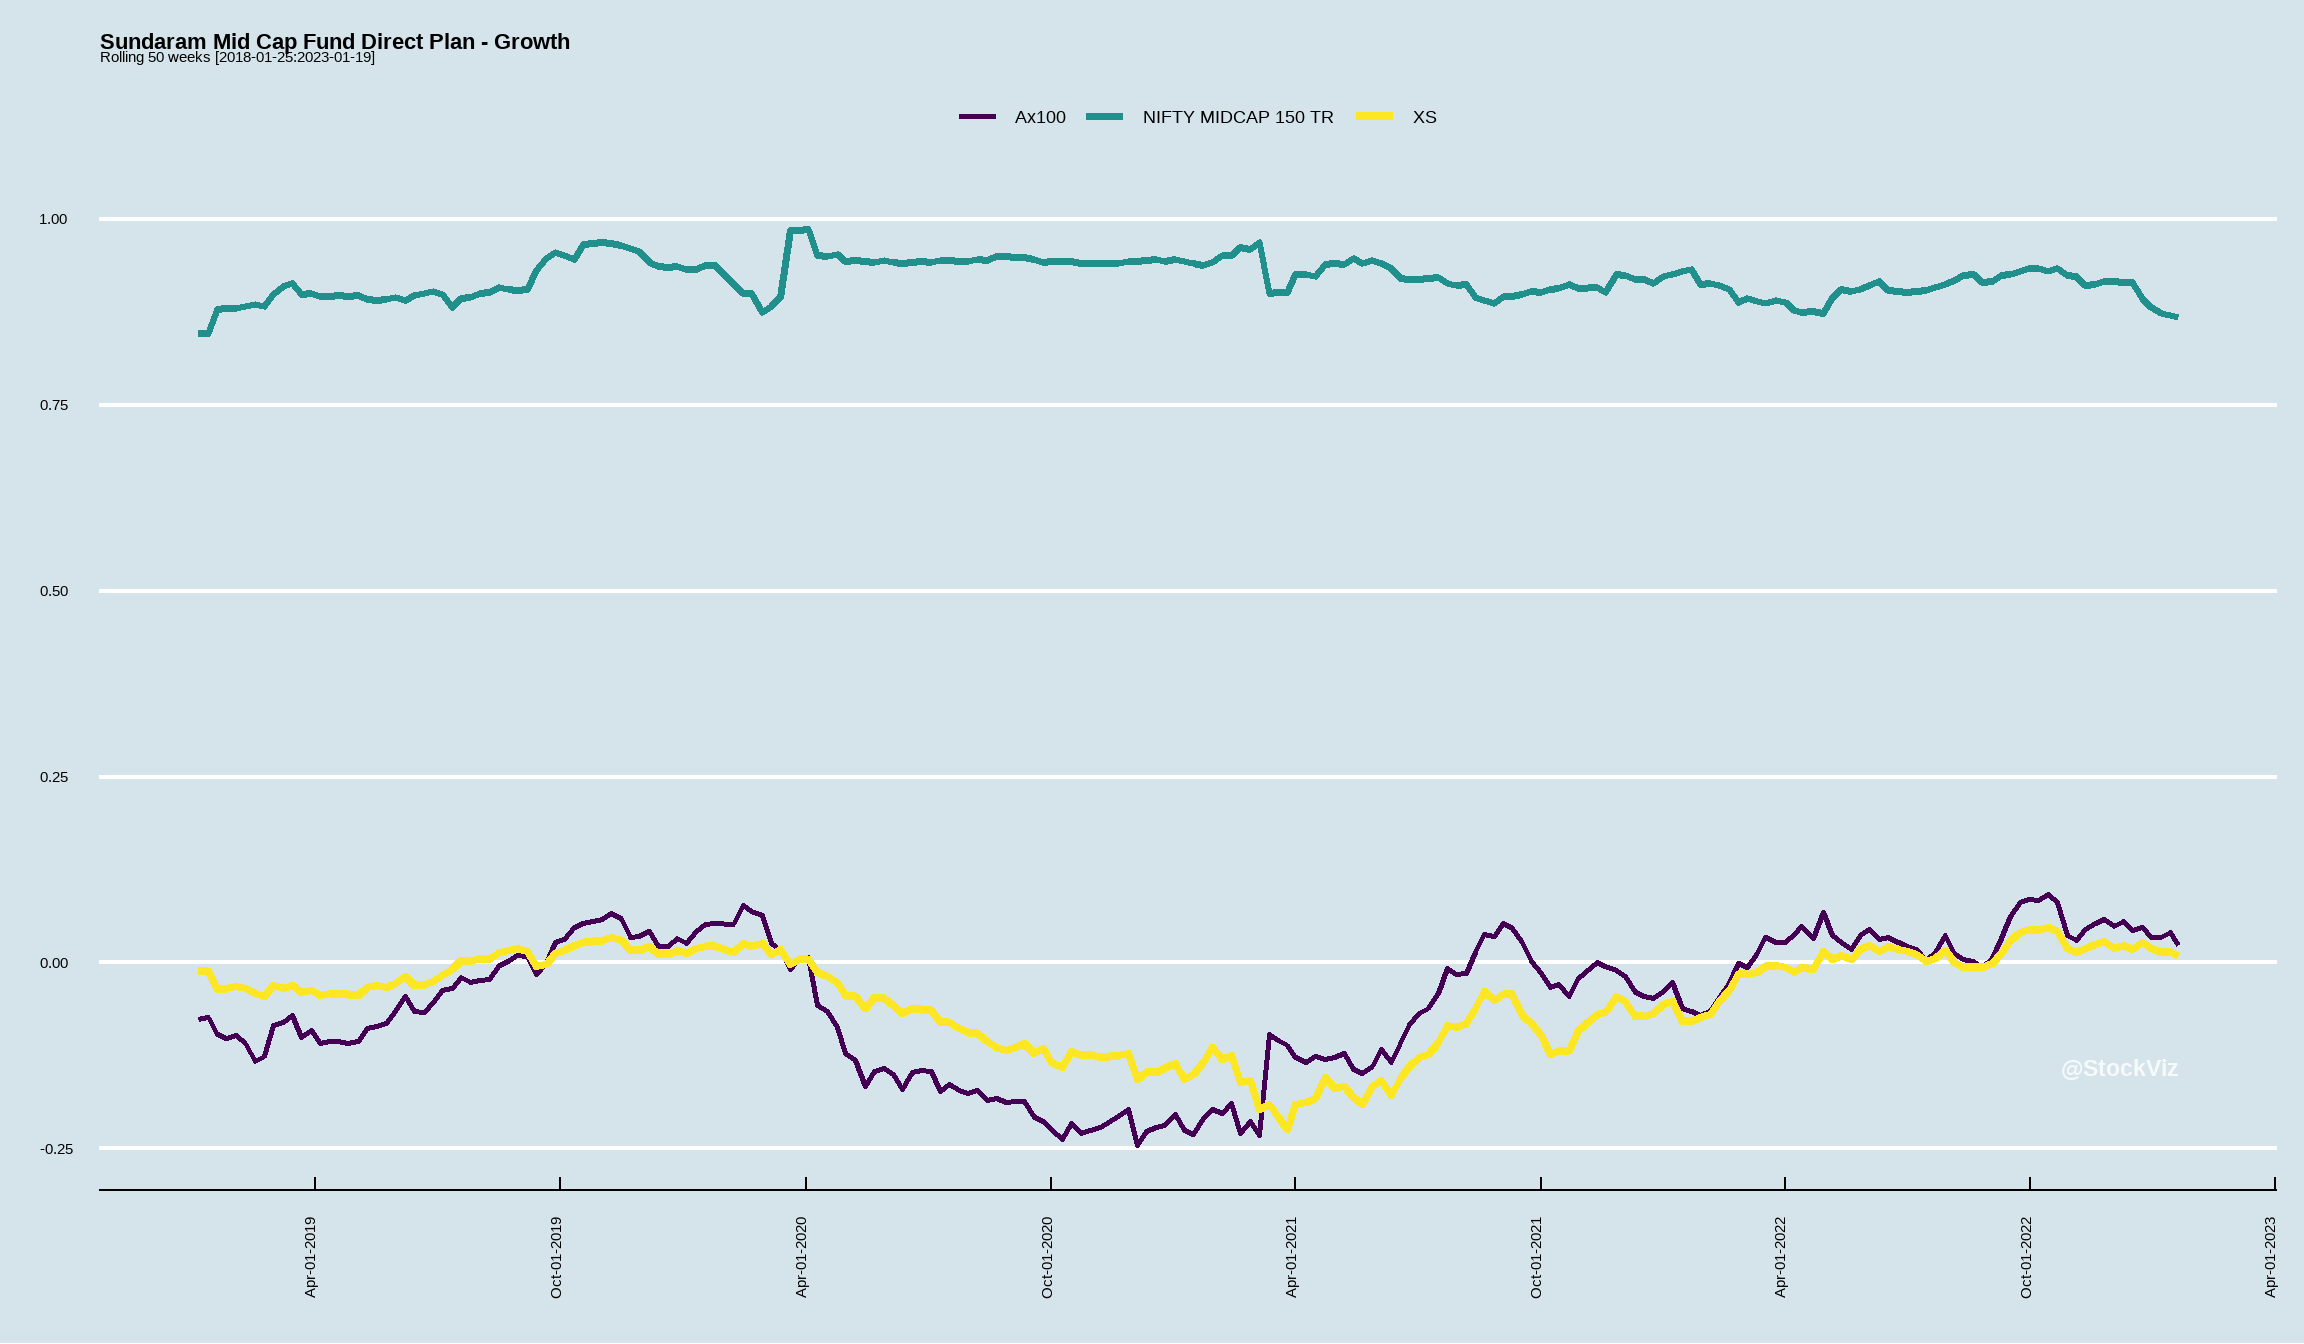 Sundaram Mid Cap Fund Direct Plan - Growth
Rolling 50 weeks [2018-01-25:2023-01-19]
Ax100 NIFTY MIDCAP 150 TR XS
1.00
0.75
0.50
0.25
0.00
-0.25
@StockViz
Apr-01-2019
Oct-01-2019
Apr-01-2020
Oct-01-2020
Apr-01-2021
Oct-01-2021
Apr-01-2022
Oct-01-2022
Apr-01-2023